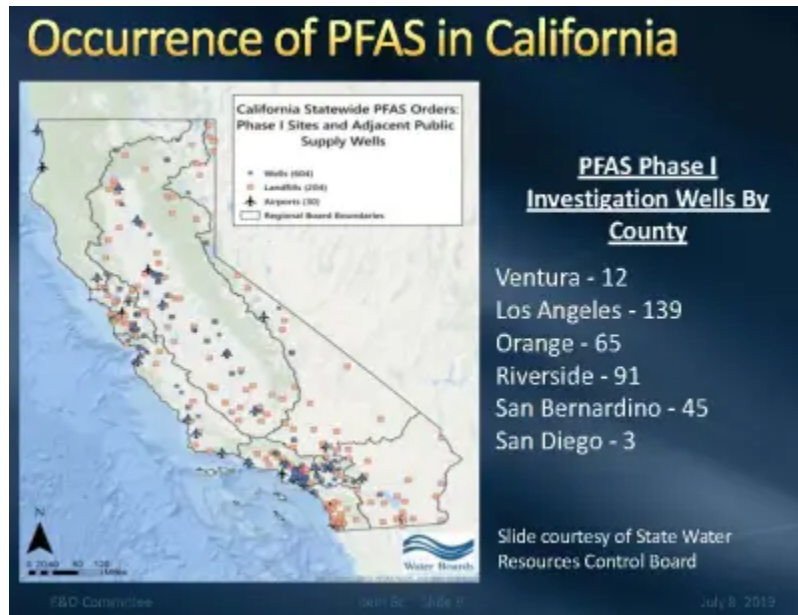 Occurrence of PFAS in California
California Statewide PFAS Orders:
Phase I Sites and Adjacent Public
Supply Wells
Wells (604)
Landfills (204)
Airports (30)
Regional Board Boundaries
N
Miles
Water Boards
PFAS Phase I
Investigation Wells By
County
Ventura - 12
Los Angeles - 139
Orange - 65
Riverside - 91
San Bernardino - 45
San Diego - 3
Slide courtesy of State Water
Resources Control Board
E&O Committee
Slide 9
July 8, 2019